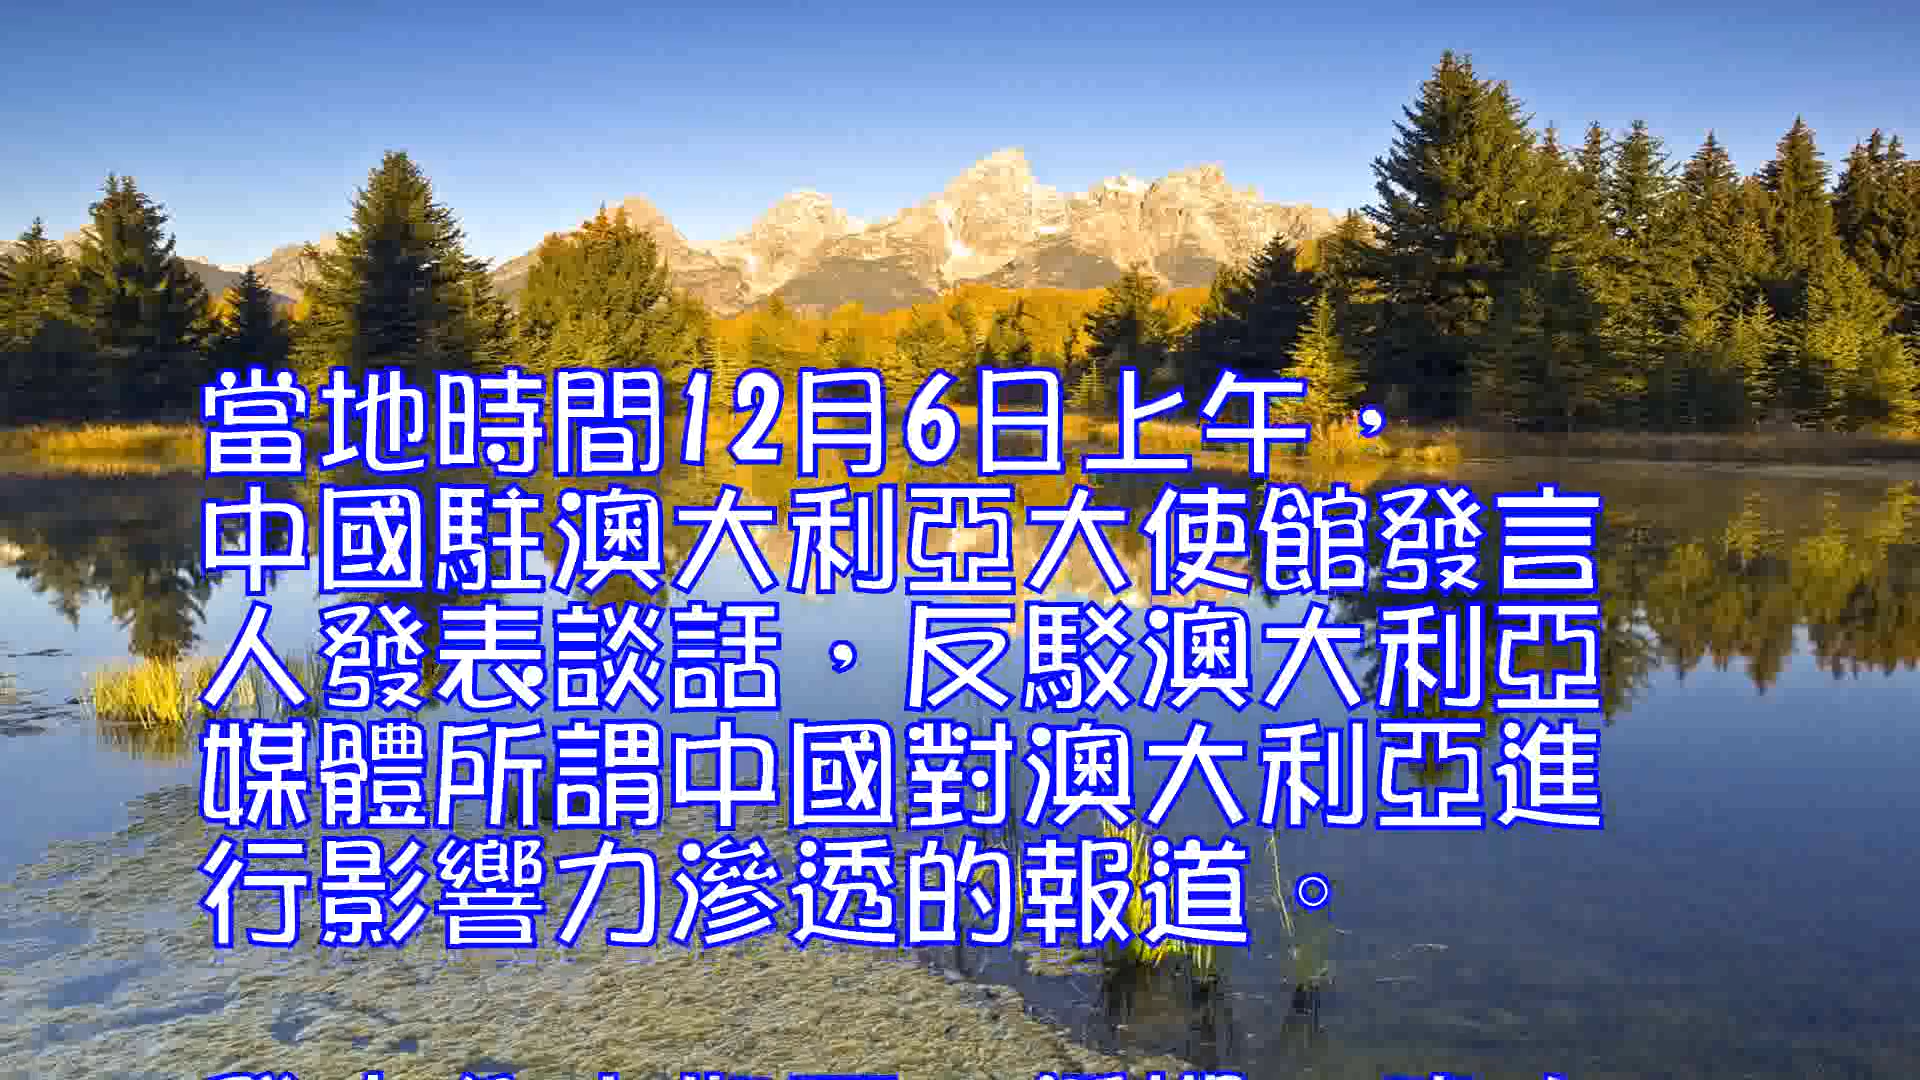 當地時間12月6日上午，
中國駐澳大利亞大使館發言
人發表談話，反駁澳大利亞
媒體所謂中國對澳大利亞進
行影響力滲透的報道。